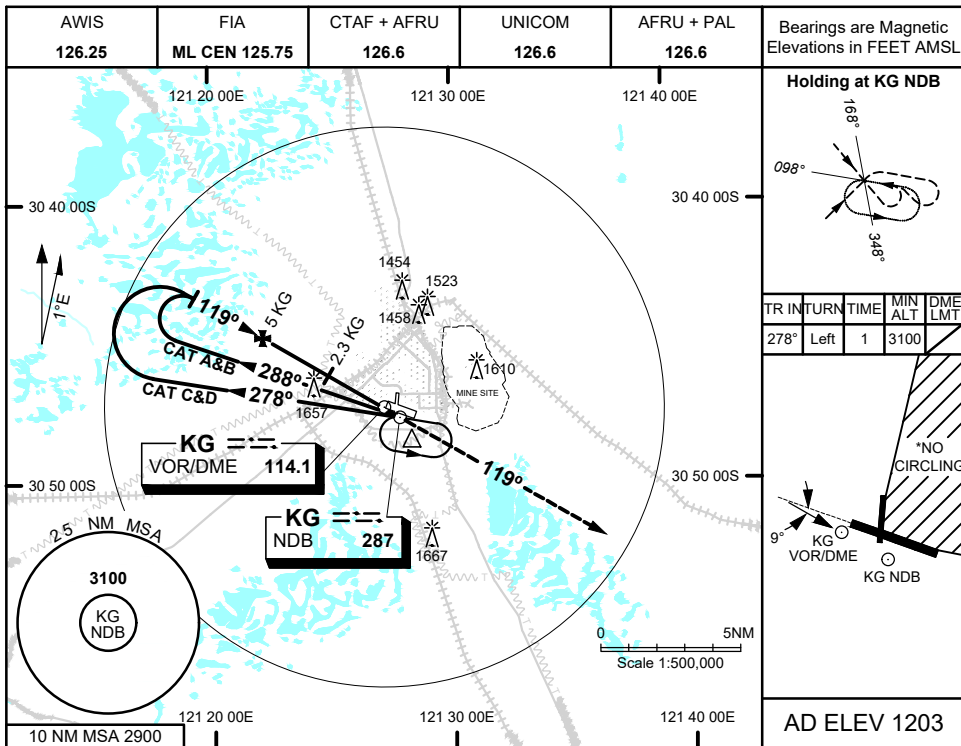 AWIS
126.25
FIA
ML CEN 125.75
CTAF + AFRU
126.6
UNICOM
126.6
AFRU + PAL
126.6
Bearings are Magnetic
Elevations in FEET AMSL
121 20 00E
121 30 00E
121 40 00E
30 40 00S
30 40 00S
1°E
1454
1523
1458
1610
MINE SITE
119°
5 KG
2.3 KG
CAT A&B
288°
CAT C&D
278°
1657
KG
VOR/DME 114.1
119°
30 50 00S
30 50 00S
KG
NDB 287
1667
25 NM MSA
3100
KG
NDB
10 NM MSA 2900
0 5NM
Scale 1:500,000
121 20 00E
121 30 00E
121 40 00E
Holding at KG NDB
168°
098°
348°
TR IN TURN TIME MIN ALT DME LMT
278° Left 1 3100
*NO
CIRCLING
9°
KG
VOR/DME
KG NDB
AD ELEV 1203